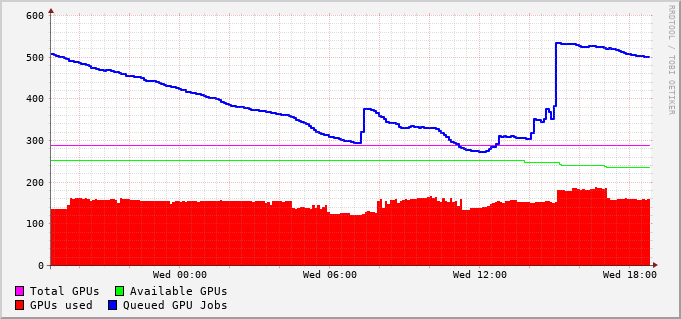 600
500
400
300
200
100
0
Wed 00:00 Wed 06:00 Wed 12:00 Wed 18:00
Total GPUs Available GPUs
GPUs used Queued GPU Jobs
RRDTOOL / TOBI OETIKER